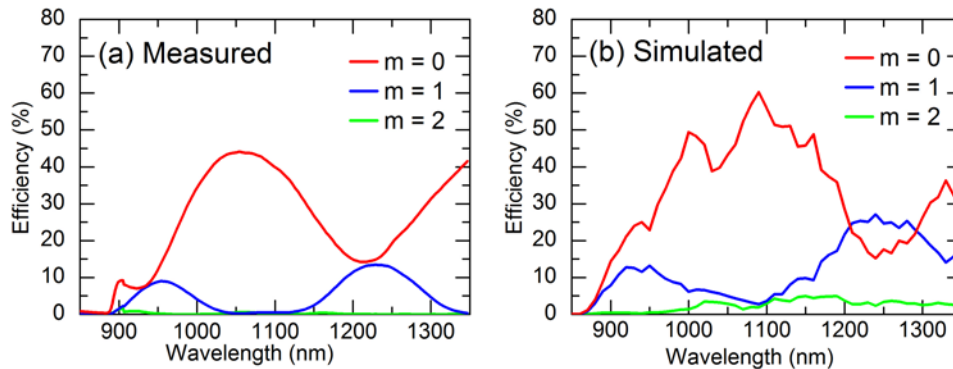 (a) Measured
m = 0
m = 1
m = 2
80
70
60
50
40
30
20
10
0
Efficiency (%)
900 1000 1100 1200 1300
Wavelength (nm)
(b) Simulated
m = 0
m = 1
m = 2
80
70
60
50
40
30
20
10
0
Efficiency (%)
900 1000 1100 1200 1300
Wavelength (nm)